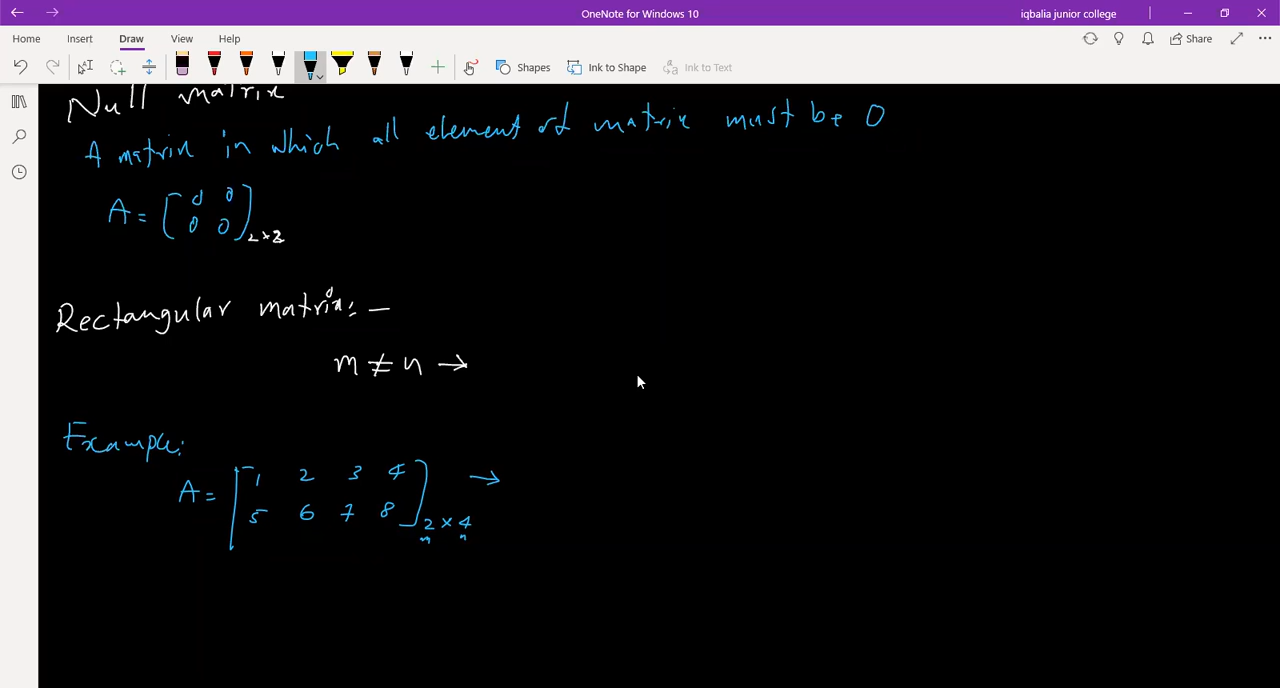 OneNote for Windows 10
iqbalia junior college
Home Insert Draw View Help
Share
Shapes
Ink to Shape
Ink to Text
Null matrix
A matrix in which all element of matrix must be 0
A = [ 0 0
0 0 ] 2 × 2
Rectangular matrix: —
m ≠ n →
Example:
A = [ 1 2 3 4 →
5 6 7 8 ] 2 × 4
m n